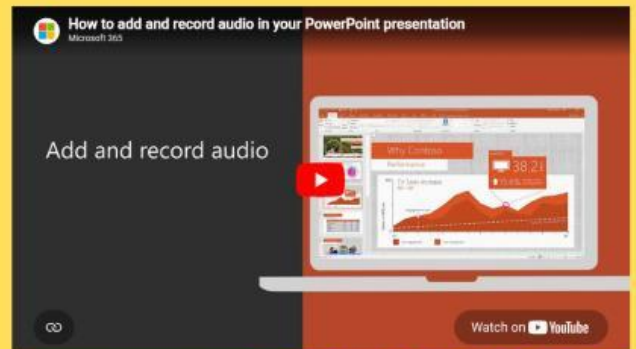 How to add and record audio in your PowerPoint presentation
Microsoft 365
Add and record audio
Why Contoso
Performance
38.2
Watch on YouTube